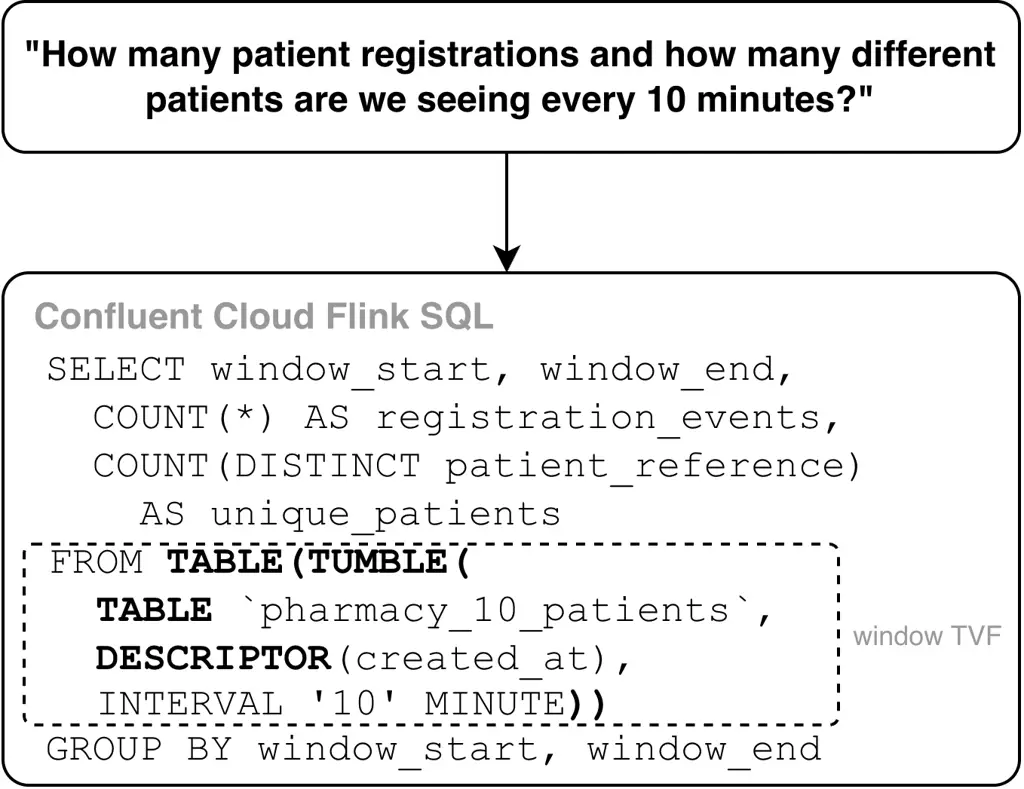 "How many patient registrations and how many different
patients are we seeing every 10 minutes?"
Confluent Cloud Flink SQL
SELECT window_start, window_end,
COUNT(*) AS registration_events,
COUNT(DISTINCT patient_reference)
AS unique_patients
FROM TABLE(TUMBLE(
TABLE `pharmacy_10_patients`,
DESCRIPTOR(created_at),
INTERVAL '10' MINUTE))
window TVF
GROUP BY window_start, window_end